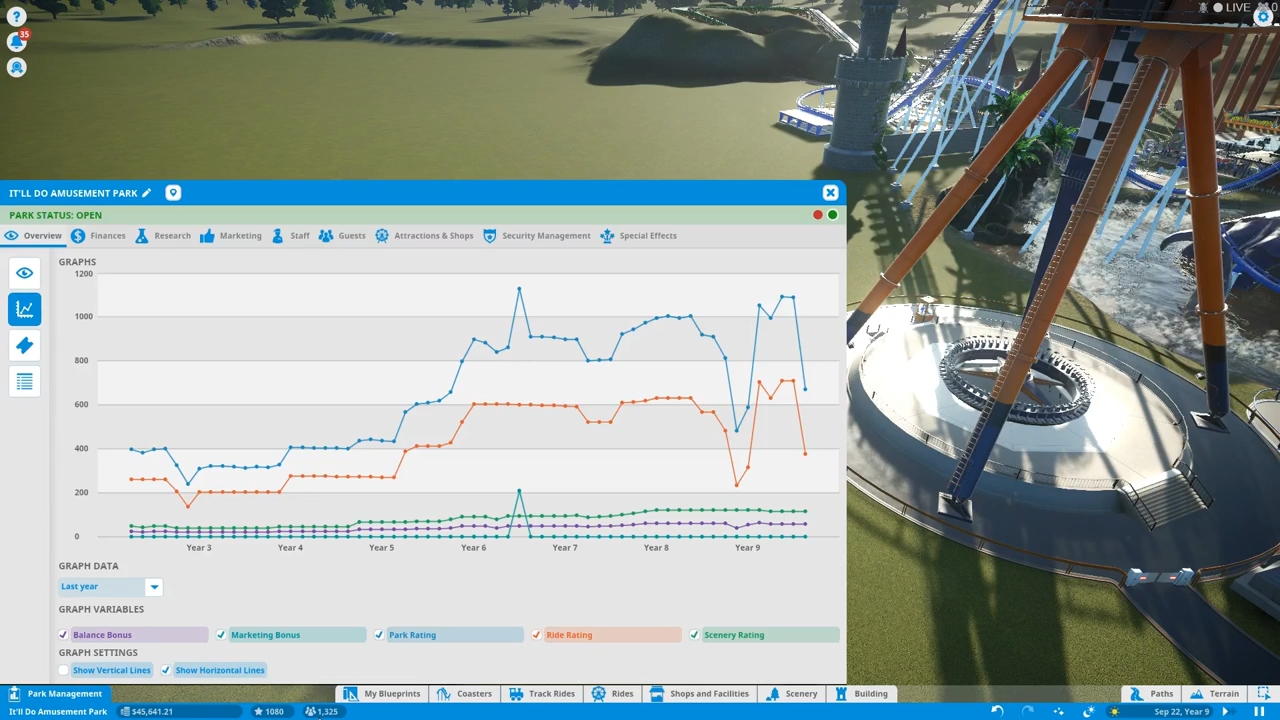 ?
LIVE
35
IT'LL DO AMUSEMENT PARK
PARK STATUS: OPEN
Overview Finances Research Marketing Staff Guests Attractions & Shops Security Management Special Effects
GRAPHS
1200
1000
800
600
400
200
0
Year 3 Year 4 Year 5 Year 6 Year 7 Year 8 Year 9
GRAPH DATA
Last year
GRAPH VARIABLES
Balance Bonus Marketing Bonus Park Rating Ride Rating Scenery Rating
GRAPH SETTINGS
Show Vertical Lines Show Horizontal Lines
Park Management My Blueprints Coasters Track Rides Rides Shops and Facilities Scenery Building Paths Terrain
It'll Do Amusement Park $45,641.21 1080 1,325 Sep 22, Year 9